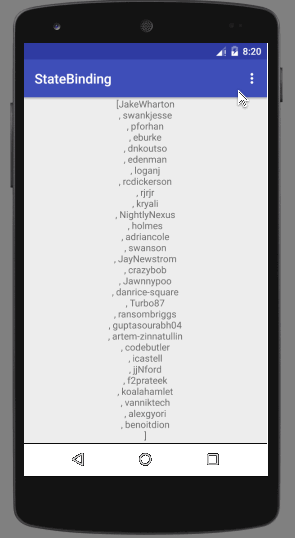 8:20
StateBinding
[JakeWharton
, swankjesse
, pforhan
, eburke
, dnkoutso
, edenman
, loganj
, rcdickerson
, rjrjr
, kryali
, NightlyNexus
, holmes
, adriancole
, swanson
, JayNewstrom
, crazybob
, Jawnnypoo
, danrice-square
, Turbo87
, ransombriggs
, guptasourabh04
, artem-zinnatullin
, codebutler
, icastell
, jjNford
, f2prateek
, koalahamlet
, vanniktech
, alexgyori
, benoitdion
]